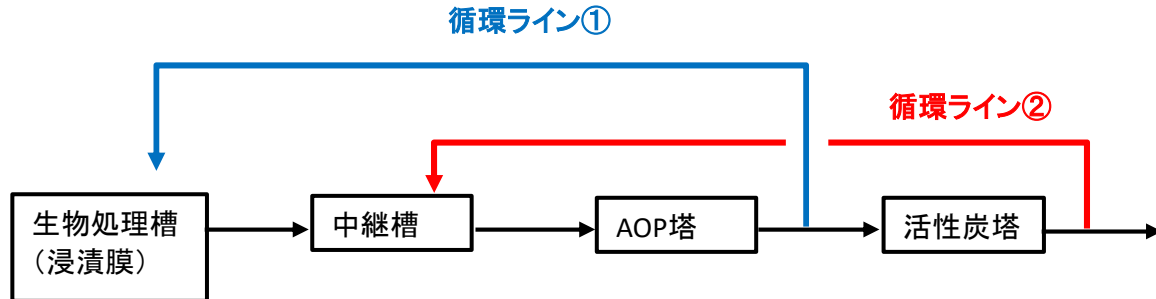 循環ライン①
循環ライン②
生物処理槽
（浸漬膜）
中継槽
AOP塔
活性炭塔